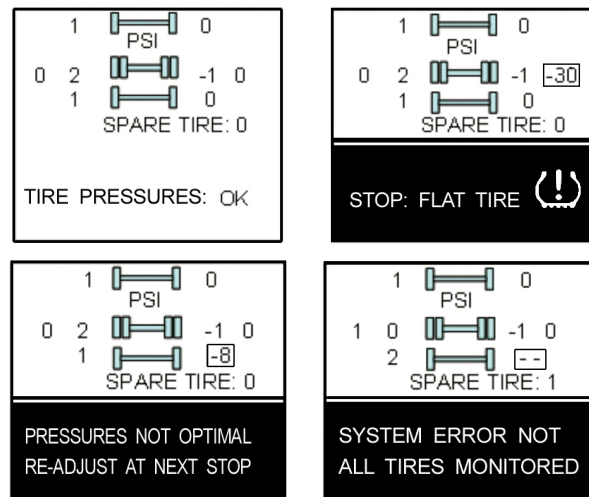 1 0
PSI
0 2 -1 0
1 0
SPARE TIRE: 0
TIRE PRESSURES: OK
1 0
PSI
0 2 -1 -30
1 0
SPARE TIRE: 0
STOP: FLAT TIRE
1 0
PSI
0 2 -1 0
1 -8
SPARE TIRE: 0
PRESSURES NOT OPTIMAL
RE-ADJUST AT NEXT STOP
1 0
PSI
1 0 -1 0
2 --
SPARE TIRE: 1
SYSTEM ERROR NOT
ALL TIRES MONITORED